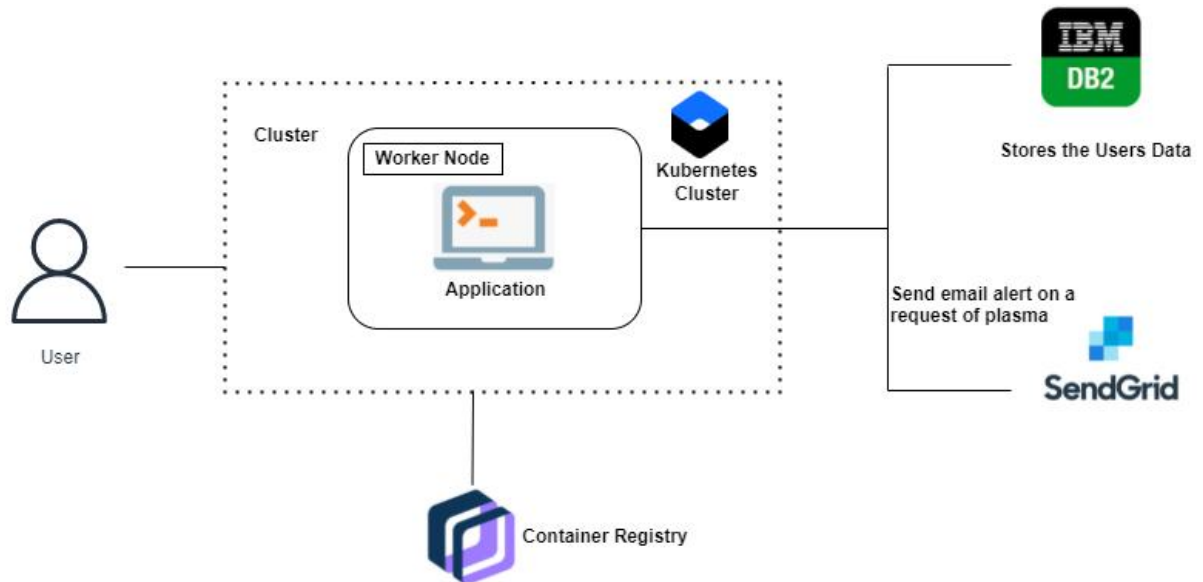 IBM
DB2
Stores the Users Data
Cluster
Worker Node
Kubernetes
Cluster
Application
User
Send email alert on a
request of plasma
SendGrid
Container Registry